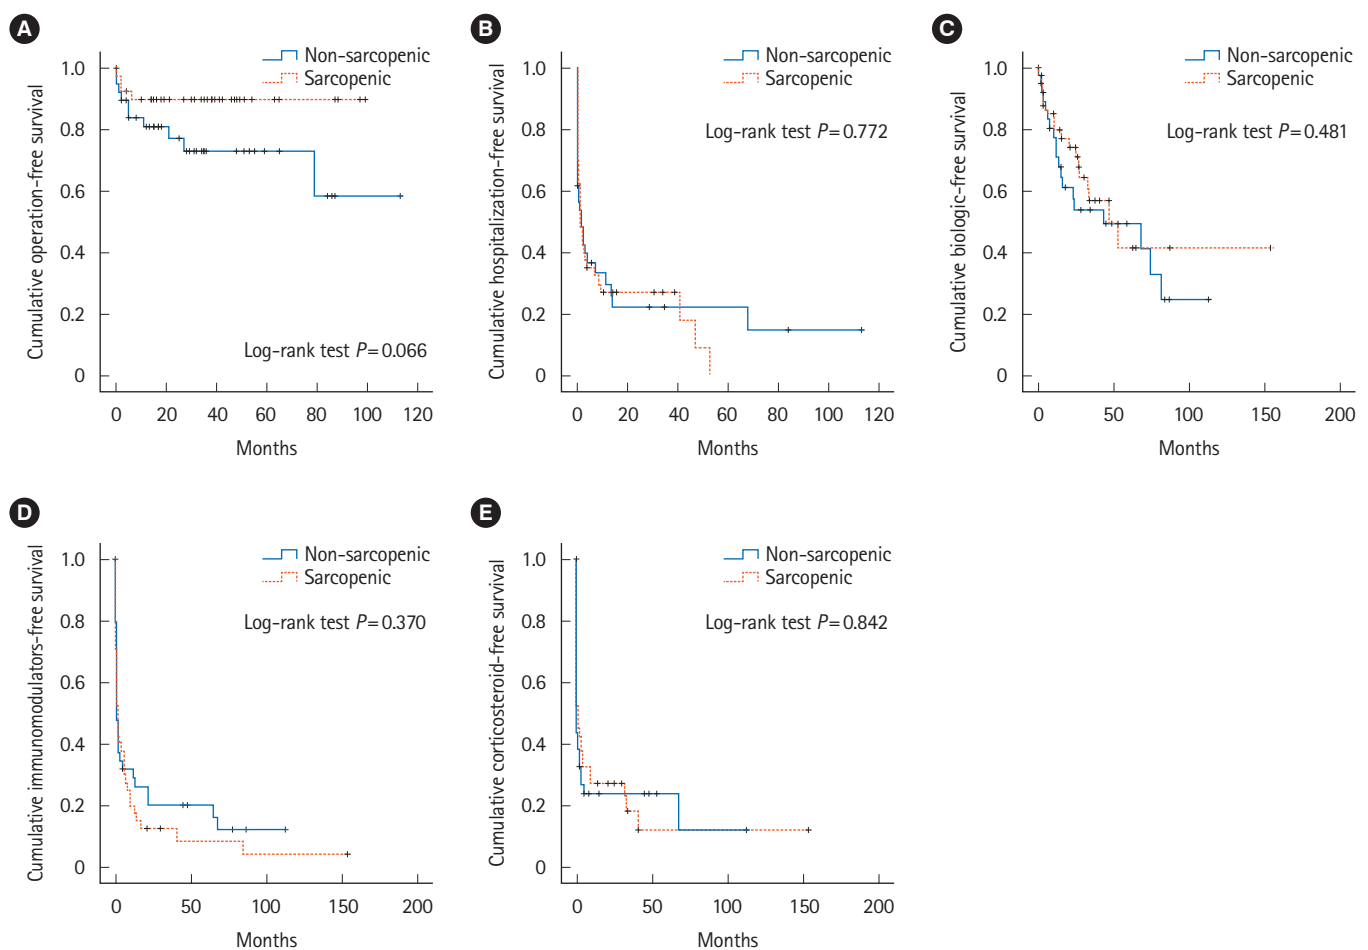 A
Non-sarcopenic
Sarcopenic
Cumulative operation-free survival
1.0
0.8
0.6
0.4
0.2
0
Log-rank test P=0.066
0 20 40 60 80 100 120
Months
B
Non-sarcopenic
Sarcopenic
Log-rank test P=0.772
Cumulative hospitalization-free survival
1.0
0.8
0.6
0.4
0.2
0
0 20 40 60 80 100 120
Months
C
Non-sarcopenic
Sarcopenic
Log-rank test P=0.481
Cumulative biologic-free survival
1.0
0.8
0.6
0.4
0.2
0
0 50 100 150 200
Months
D
Non-sarcopenic
Sarcopenic
Log-rank test P=0.370
Cumulative immunomodulators-free survival
1.0
0.8
0.6
0.4
0.2
0
0 50 100 150 200
Months
E
Non-sarcopenic
Sarcopenic
Log-rank test P=0.842
Cumulative corticosteroid-free survival
1.0
0.8
0.6
0.4
0.2
0
0 50 100 150 200
Months